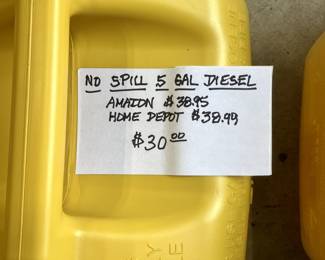 NO SPILL 5 GAL DIESEL
AMAZON $38.95
HOME DEPOT $38.99
$30.00